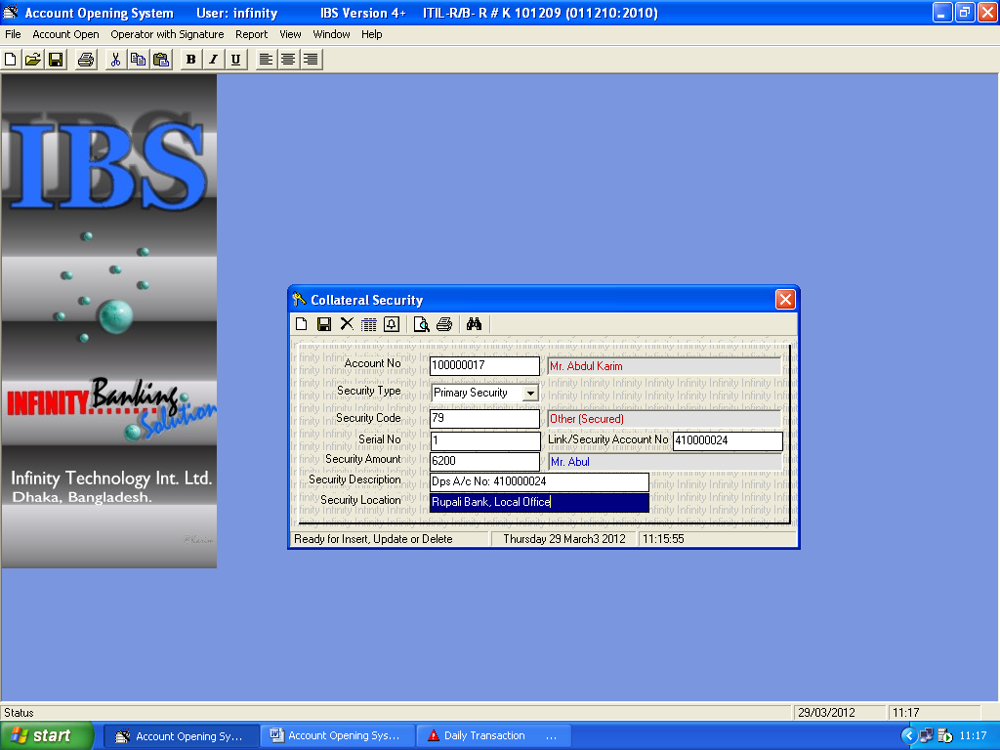 Account Opening System User: infinity IBS Version 4+ ITIL-R/B- R # K 101209 (011210:2010)
File Account Open Operator with Signature Report View Window Help
B I U
IBS
INFINITY Banking
Solution
Infinity Technology Int. Ltd.
Dhaka, Bangladesh.
Collateral Security
Account No 100000017 Mr. Abdul Karim
Security Type Primary Security
Security Code 79 Other (Secured)
Serial No 1 Link/Security Account No 410000024
Security Amount 6200 Mr. Abul
Security Description Dps A/c No: 410000024
Security Location Rupali Bank, Local Office
Ready for Insert, Update or Delete Thursday 29 March3 2012 11:15:55
Status 29/03/2012 11:17
start Account Opening Sy... Account Opening Sys... Daily Transaction ... 11:17